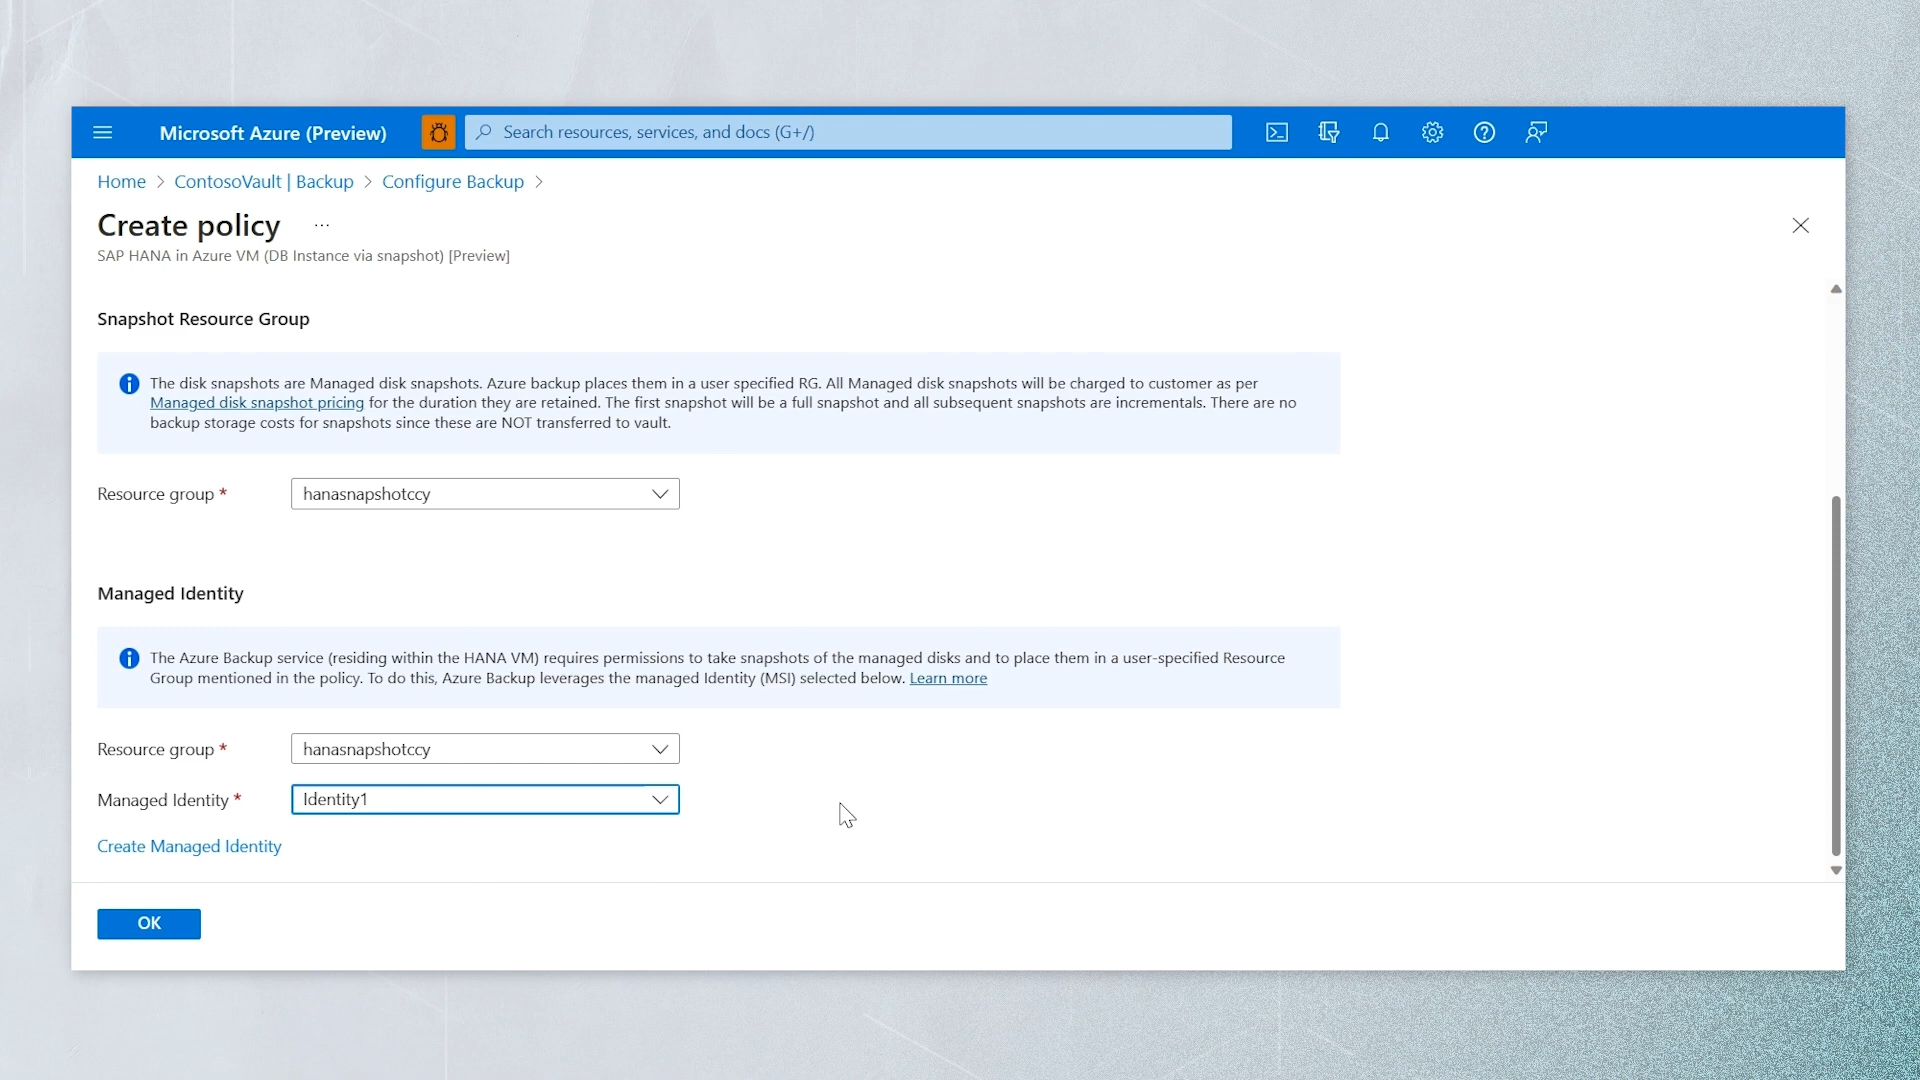 Microsoft Azure (Preview)
Search resources, services, and docs (G+/)
Home > ContosoVault | Backup > Configure Backup >
Create policy ...
SAP HANA in Azure VM (DB Instance via snapshot) [Preview]
Snapshot Resource Group
The disk snapshots are Managed disk snapshots. Azure backup places them in a user specified RG. All Managed disk snapshots will be charged to customer as per
Managed disk snapshot pricing for the duration they are retained. The first snapshot will be a full snapshot and all subsequent snapshots are incrementals. There are no
backup storage costs for snapshots since these are NOT transferred to vault.
Resource group * hanasnapshotccy
Managed Identity
The Azure Backup service (residing within the HANA VM) requires permissions to take snapshots of the managed disks and to place them in a user-specified Resource
Group mentioned in the policy. To do this, Azure Backup leverages the managed Identity (MSI) selected below. Learn more
Resource group * hanasnapshotccy
Managed Identity * Identity1
Create Managed Identity
OK